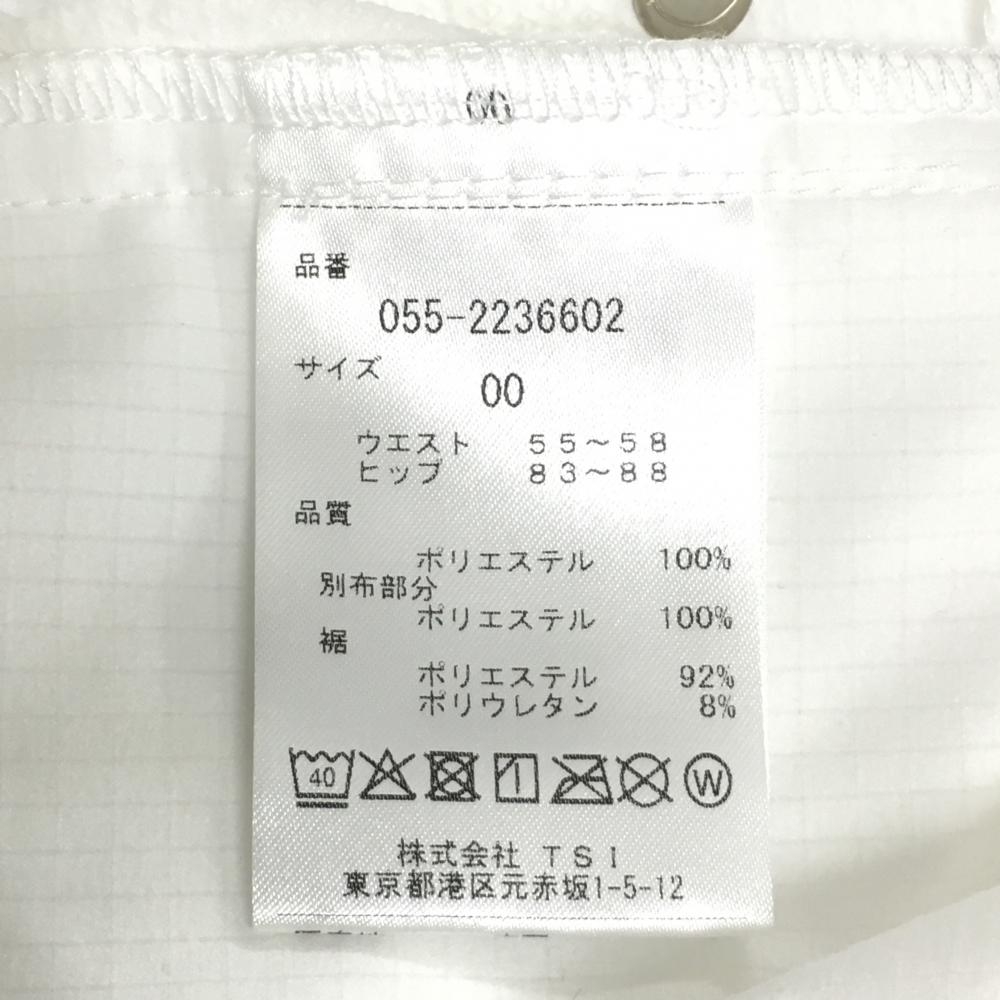 00
品番
055-2236602
サイズ
00
ウエスト 55～58
ヒップ 83～88
品質
ポリエステル 100%
別布部分
ポリエステル 100%
裾
ポリエステル 92%
ポリウレタン 8%
40 W
株式会社 TSI
東京都港区元赤坂1-5-12